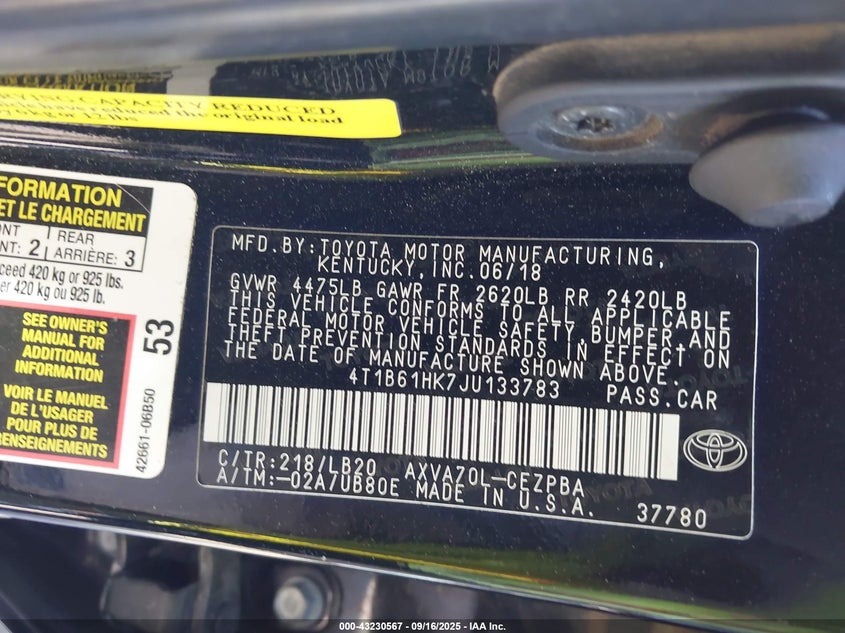 YING CAPACITY REDUCED
the original load
FORMATION
ET LE CHARGEMENT
REAR
2 ARRIÈRE: 3
420 kg or 925 lbs.
420 kg ou 925 lb.
SEE OWNER'S
MANUAL FOR
ADDITIONAL
INFORMATION
VOIR LE MANUEL
DE L'USAGER
POUR PLUS DE
RENSEIGNEMENTS
53
42661-06B50
MFD.BY:TOYOTA MOTOR MANUFACTURING,
KENTUCKY, INC. 06/18
GVWR 4475LB GAWR FR 2620LB RR 2420LB
THIS VEHICLE CONFORMS TO ALL APPLICABLE
FEDERAL MOTOR VEHICLE SAFETY,BUMPER,AND
THEFT PREVENTION STANDARDS IN EFFECT ON
THE DATE OF MANUFACTURE SHOWN ABOVE.
4T1B61HK7JU133783 PASS.CAR
C/TR:218/LB20 AXVA70L-CEZPBA
A/TM:-02A/UB80E MADE IN U.S.A. 37780
000-43230567 - 09/16/2025 - IAA Inc.